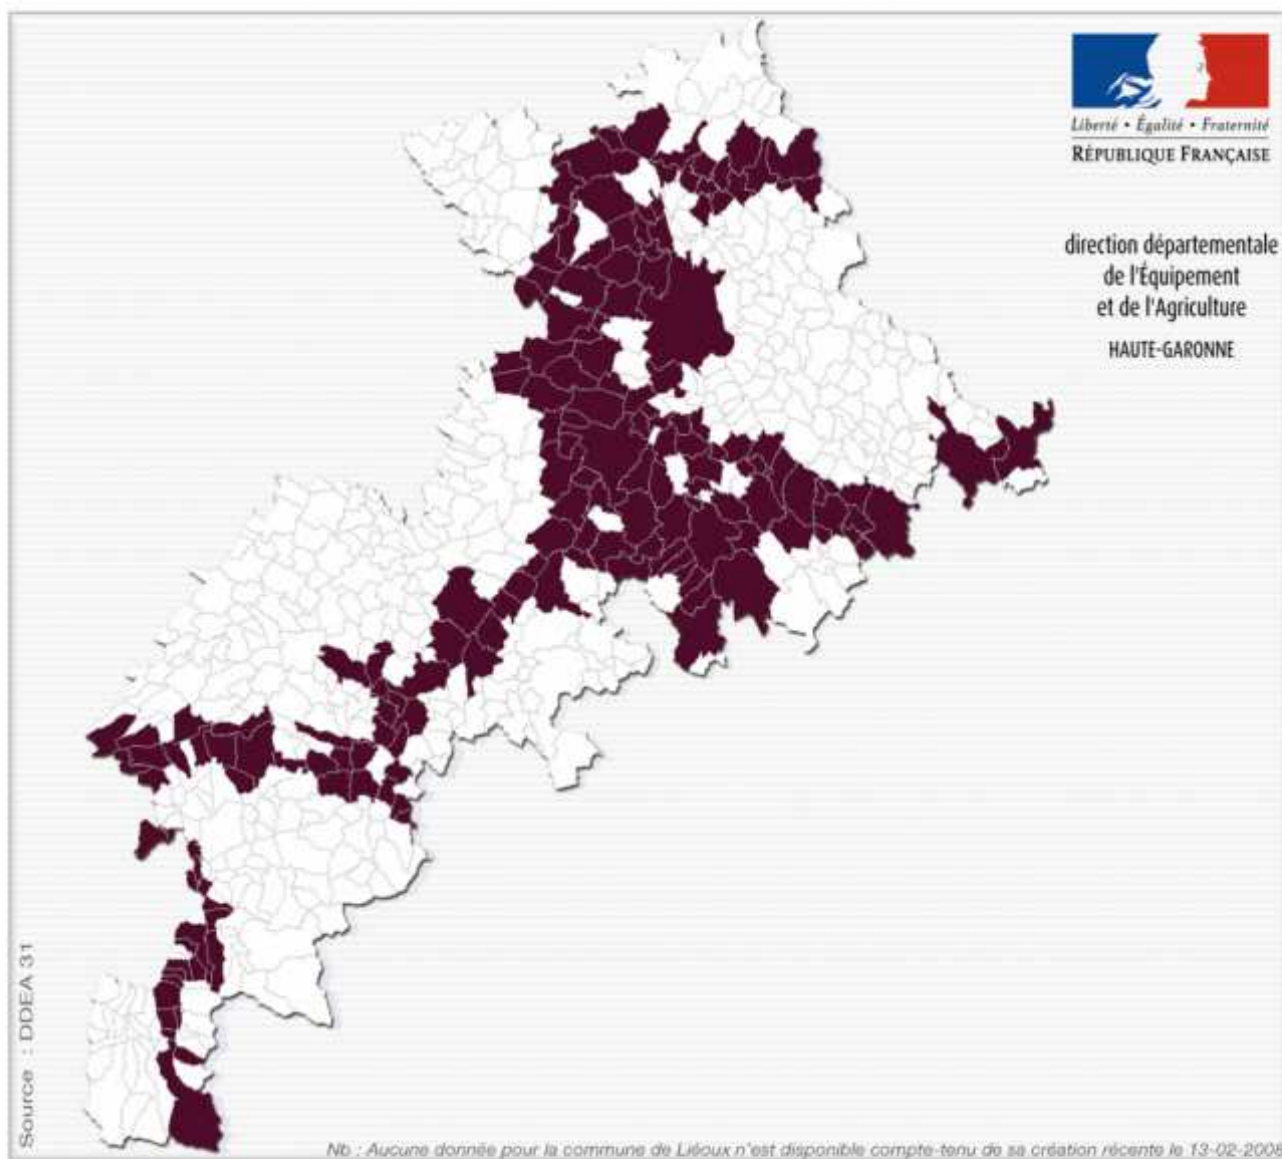 Liberté • Égalité • Fraternité
RÉPUBLIQUE FRANÇAISE
direction départementale
de l'Équipement
et de l'Agriculture
HAUTE-GARONNE
Source : DDEA 31
Nb : Aucune donnée pour la commune de Liéoux n'est disponible compte-tenu de sa création récente le 13-02-2008